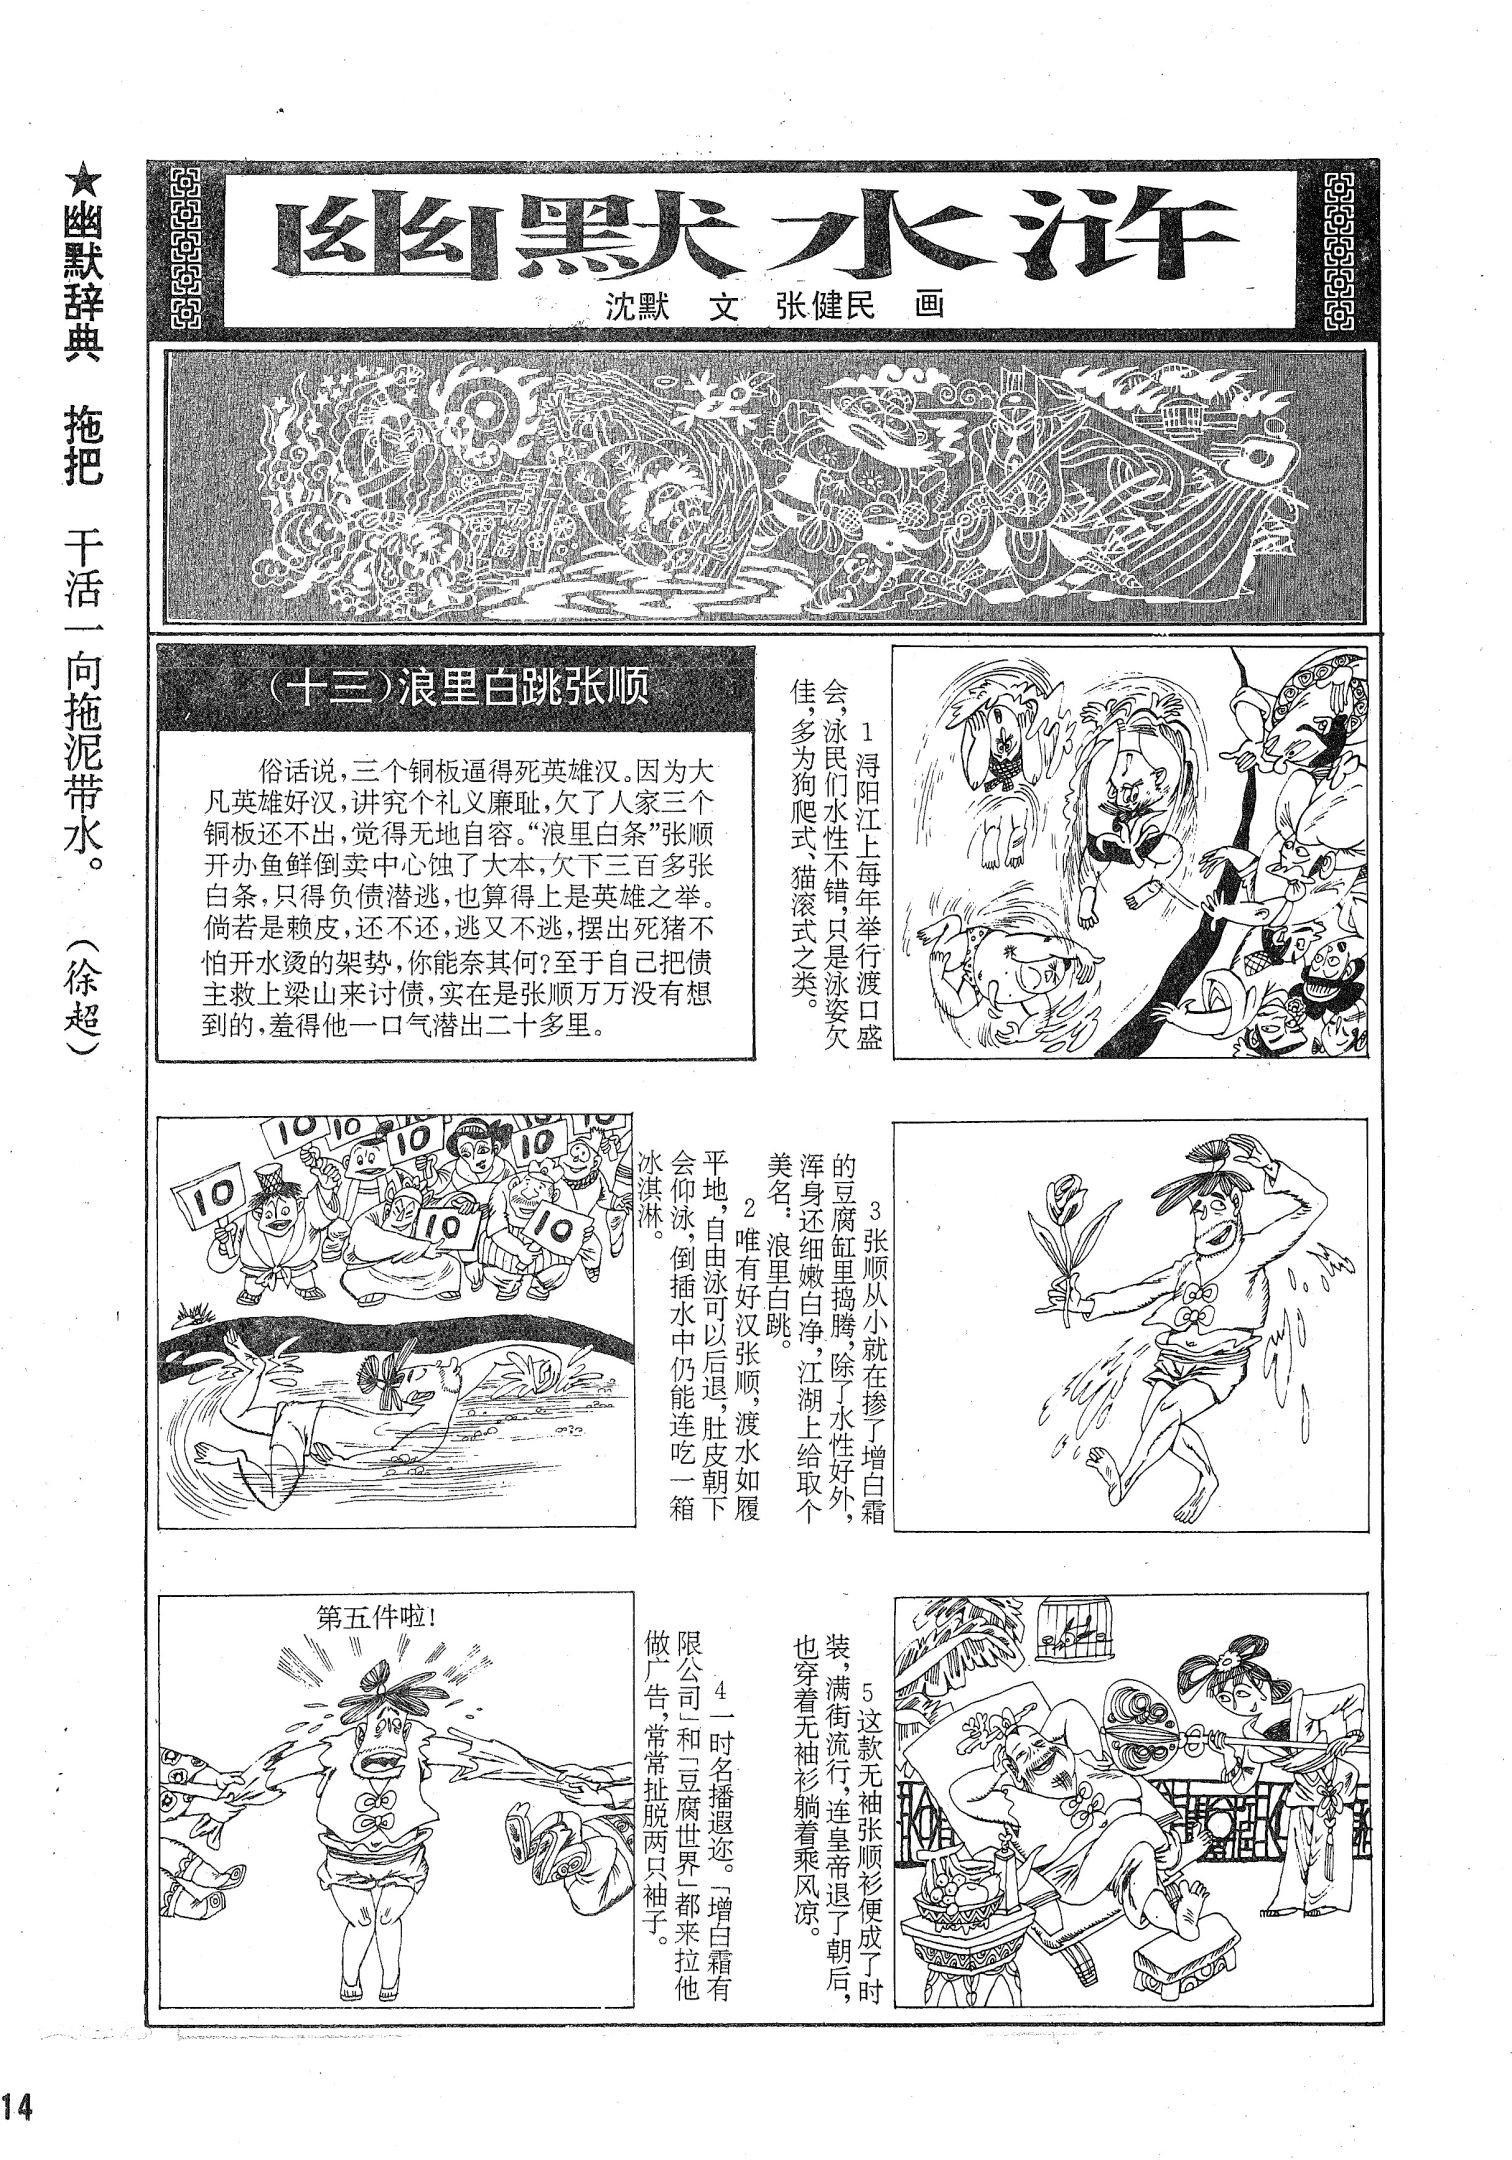 幽默水浒
沈默 文 张健民 画
(十三)浪里白跳张顺
俗话说，三个铜板逼得死英雄汉。因为大
凡英雄好汉，讲究个礼义廉耻，欠了人家三个
铜板还不出，觉得无地自容。“浪里白条”张顺
开办鱼鲜倒卖中心蚀了大本，欠下三百多张
白条，只得负债潜逃，也算得上是英雄之举。
倘若是赖皮，还不还，逃又不逃，摆出死猪不
怕开水烫的架势，你能奈其何？至于自己把债
主救上梁山来讨债，实在是张顺万万没有想
到的，羞得他一口气潜出二十多里。
1 浔阳江上每年举行渡口盛
会，泳民们水性不错，只是泳姿欠
佳，多为狗爬式、猫滚式之类。
10
10
10
10
10
10
10
10
2 唯有好汉张顺，渡水如履
平地，自由泳可以后退，肚皮朝下
会仰泳，倒插水中仍能连吃一箱
冰淇淋。
3 张顺从小就在掺了增白霜
的豆腐缸里捣腾，除了水性好外，
浑身还细嫩白净，江湖上给取个
美名：浪里白跳。
第五件啦！
4 一时名播遐迩。「增白霜有
限公司」和「豆腐世界」都来拉他
做广告，常常扯脱两只袖子。
5 这款无袖张顺衫便成了时
装，满街流行，连皇帝退了朝后，
也穿着无袖衫躺着乘风凉。
★幽默辞典 拖把 干活一向拖泥带水。（徐超）
14